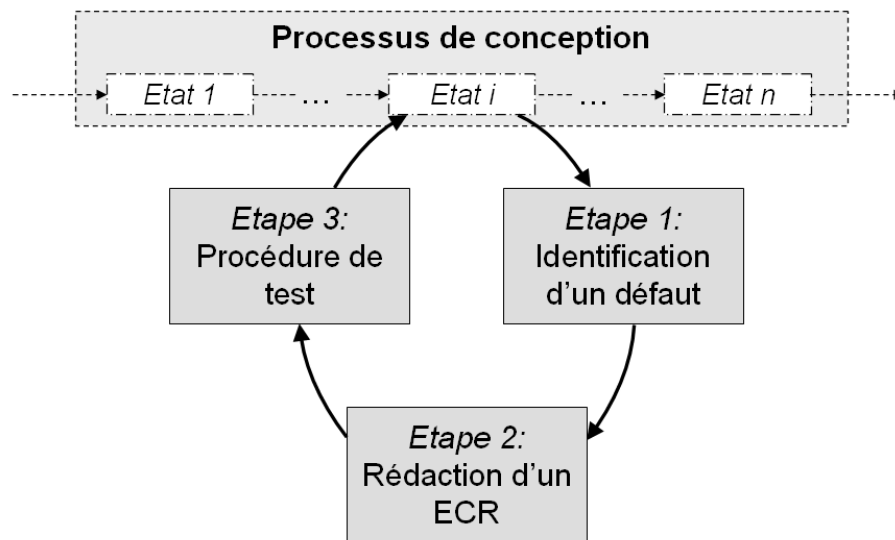 Processus de conception
Etat 1 ... Etat i ... Etat n
Etape 3:
Procédure de
test
Etape 1:
Identification
d'un défaut
Etape 2:
Rédaction d'un
ECR